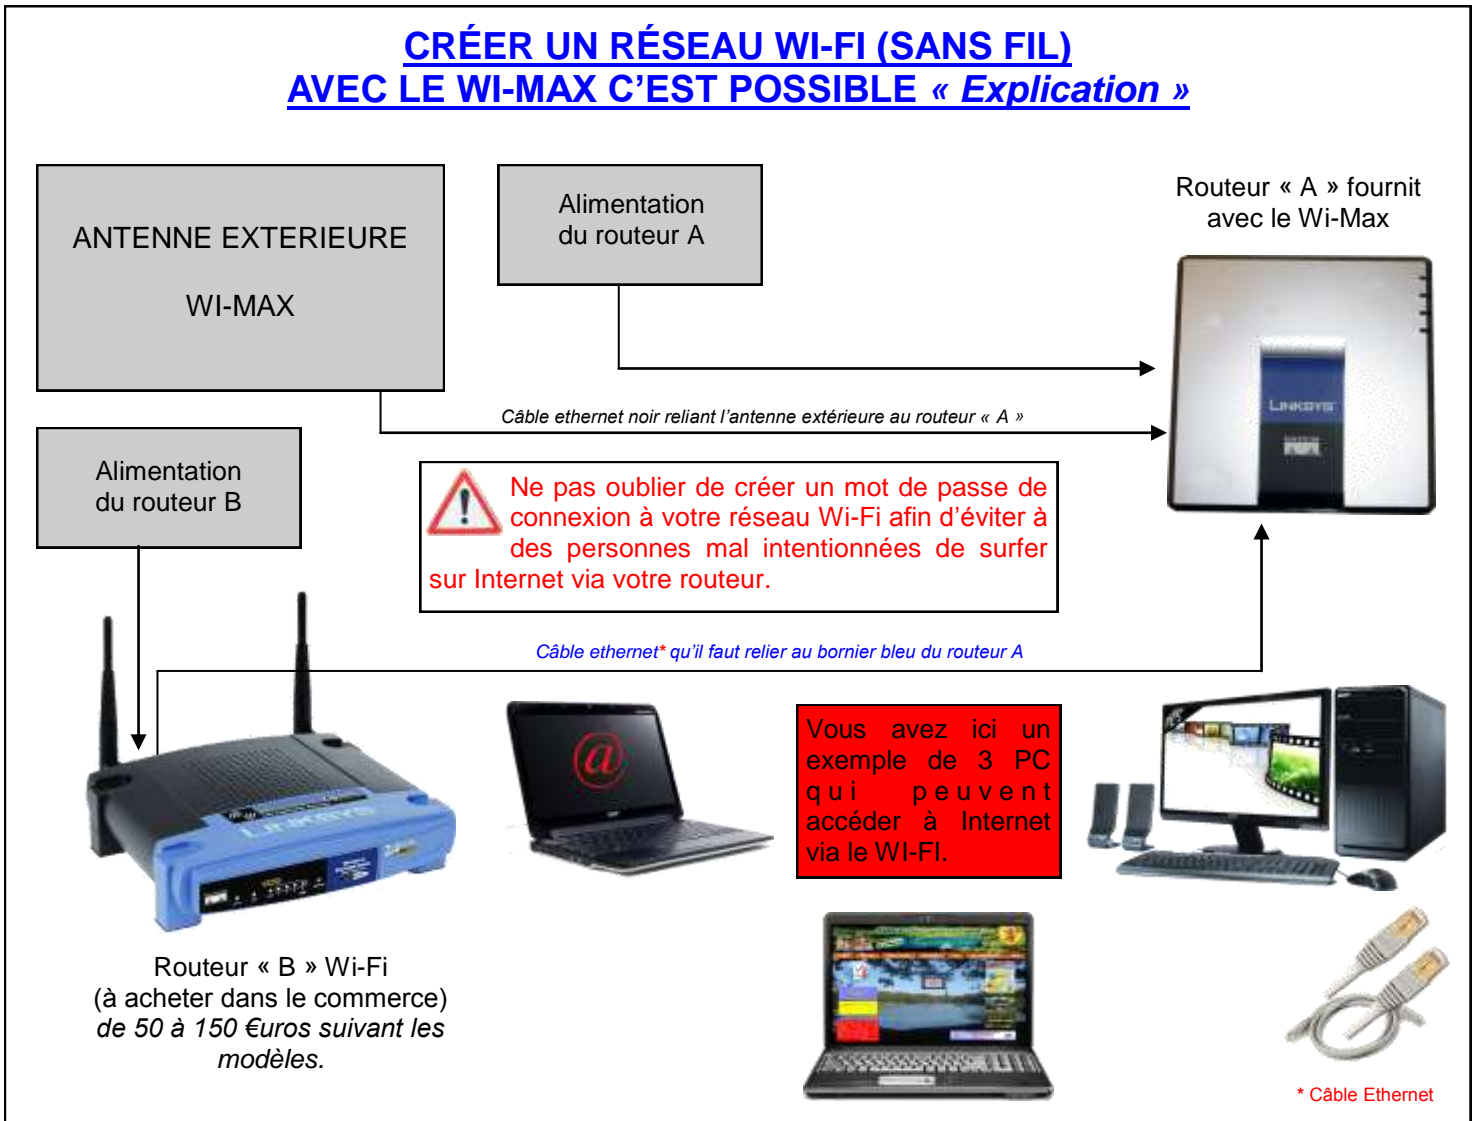 CRÉER UN RÉSEAU WI-FI (SANS FIL)
AVEC LE WI-MAX C'EST POSSIBLE « Explication »
ANTENNE EXTERIEURE
WI-MAX
Alimentation
du routeur A
Routeur « A » fournit
avec le Wi-Max
LINKSYS
Câble ethernet noir reliant l'antenne extérieure au routeur « A »
Alimentation
du routeur B
Ne pas oublier de créer un mot de passe de
connexion à votre réseau Wi-Fi afin d'éviter à
des personnes mal intentionnées de surfer
sur Internet via votre routeur.
Câble ethernet* qu'il faut relier au bornier bleu du routeur A
LINKSYS
@
Vous avez ici un
exemple de 3 PC
qui peuvent
accéder à Internet
via le WI-FI.
Routeur « B » Wi-Fi
(à acheter dans le commerce)
de 50 à 150 €uros suivant les
modèles.
* Câble Ethernet